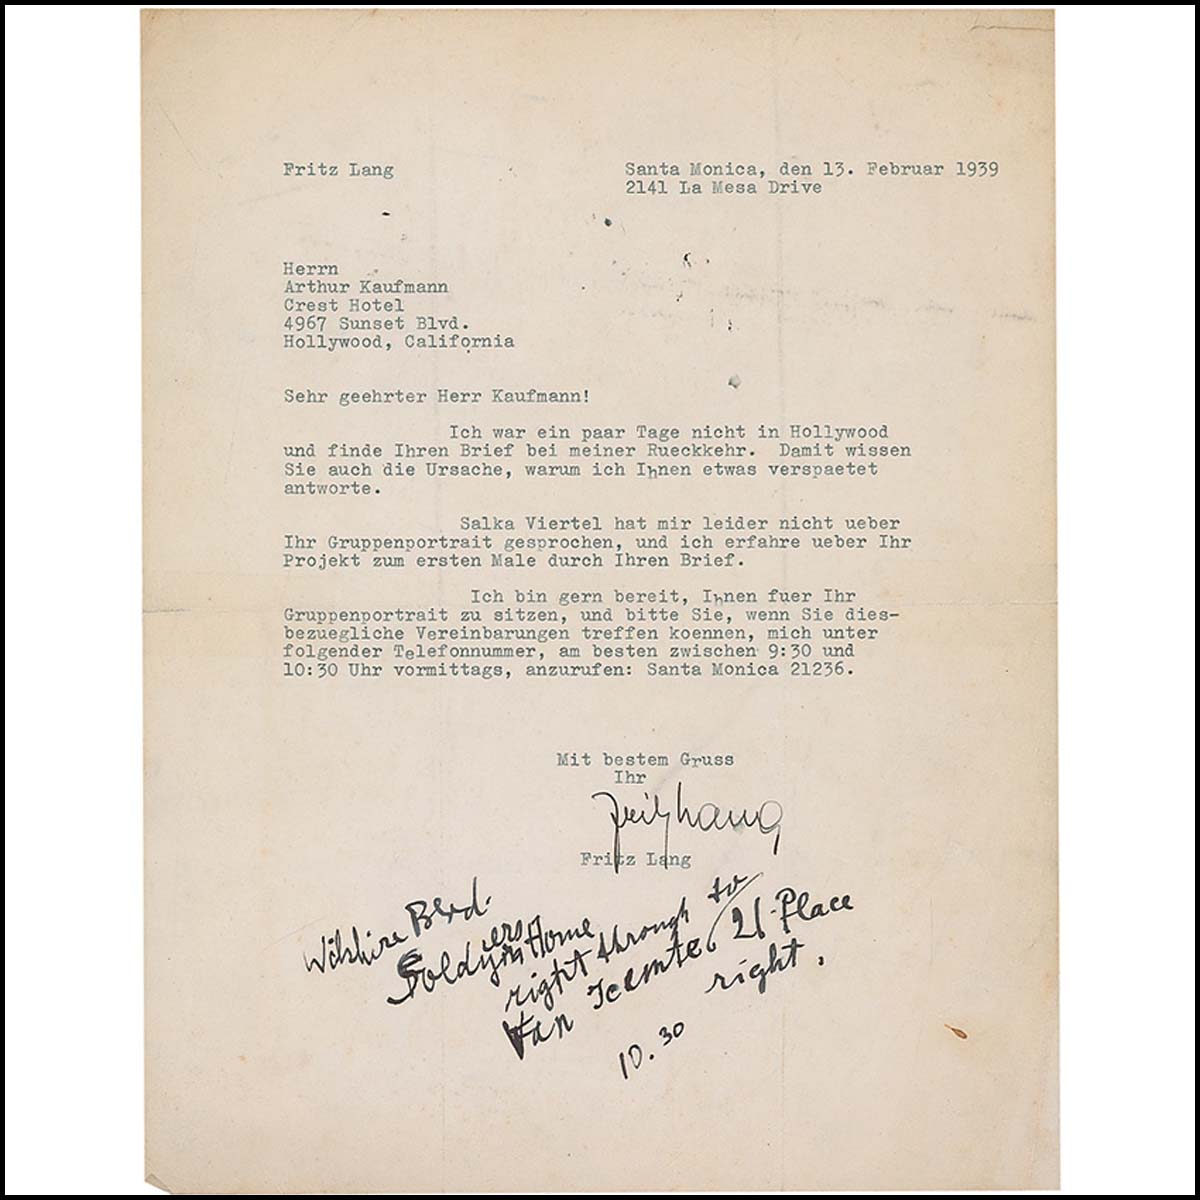 Fritz Lang
Santa Monica, den 13. Februar 1939
2141 La Mesa Drive
Herrn
Arthur Kaufmann
Crest Hotel
4967 Sunset Blvd.
Hollywood, California
Sehr geehrter Herr Kaufmann!
Ich war ein paar Tage nicht in Hollywood
und finde Ihren Brief bei meiner Rueckkehr. Damit wissen
Sie auch die Ursache, warum ich Ihnen etwas verspaetet
antworte.
Salka Viertel hat mir leider nicht ueber
Ihr Gruppenportrait gesprochen, und ich erfahre ueber Ihr
Projekt zum ersten Male durch Ihren Brief.
Ich bin gern bereit, Ihnen fuer Ihr
Gruppenportrait zu sitzen, und bitte Sie, wenn Sie dies-
bezuegliche Vereinbarungen treffen koennen, mich unter
folgender Telefonnummer, am besten zwischen 9:30 und
10:30 Uhr vormittags, anzurufen: Santa Monica 21236.
Mit bestem Gruss
Ihr
Fritz Lang
Fritz Lang
Wilshire Blvd.
Home
right through to
21 Place
right.
10.30